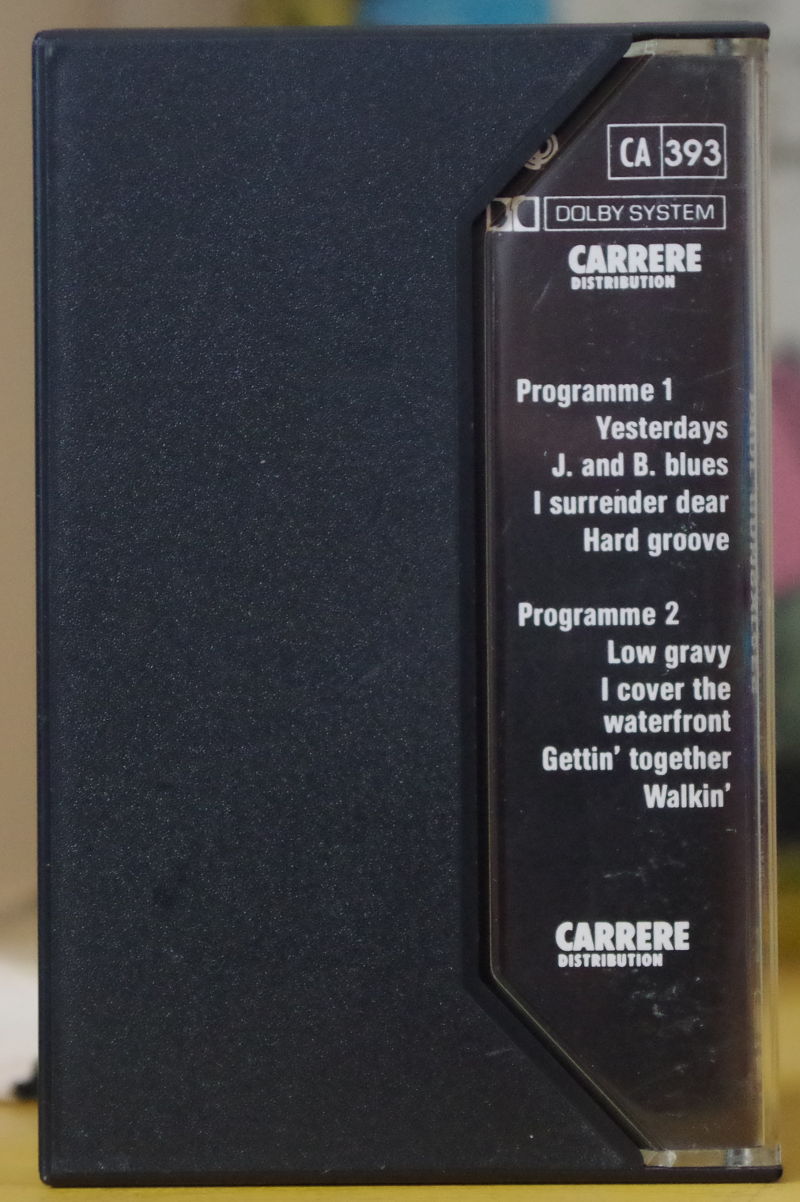 CA 393
DOLBY SYSTEM
CARRERE
DISTRIBUTION
Programme 1
Yesterdays
J. and B. blues
I surrender dear
Hard groove
Programme 2
Low gravy
I cover the
waterfront
Gettin' together
Walkin'
CARRERE
DISTRIBUTION